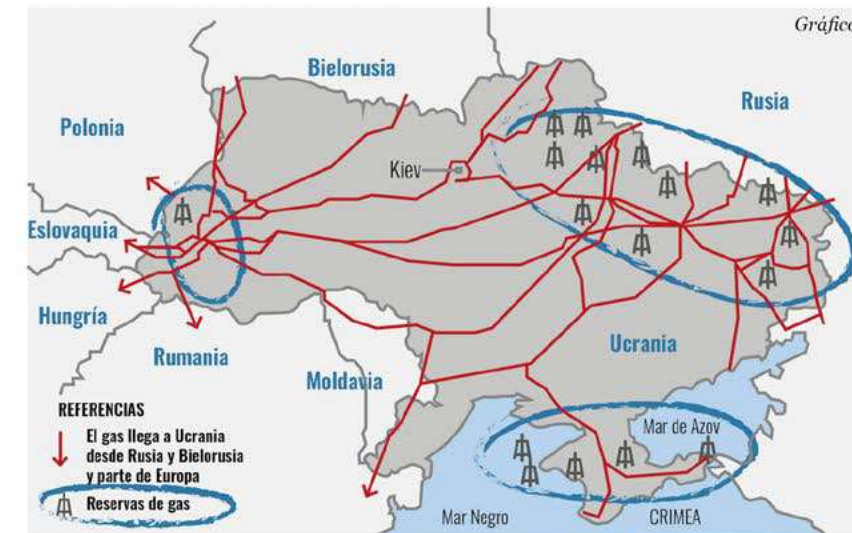 Gráfico
Bielorusia
Rusia
Polonia
Kiev
Eslovaquia
Hungría
Rumania
Ucrania
Moldavia
REFERENCIAS
El gas llega a Ucrania
desde Rusia y Bielorusia
y parte de Europa
Reservas de gas
Mar de Azov
Mar Negro
CRIMEA